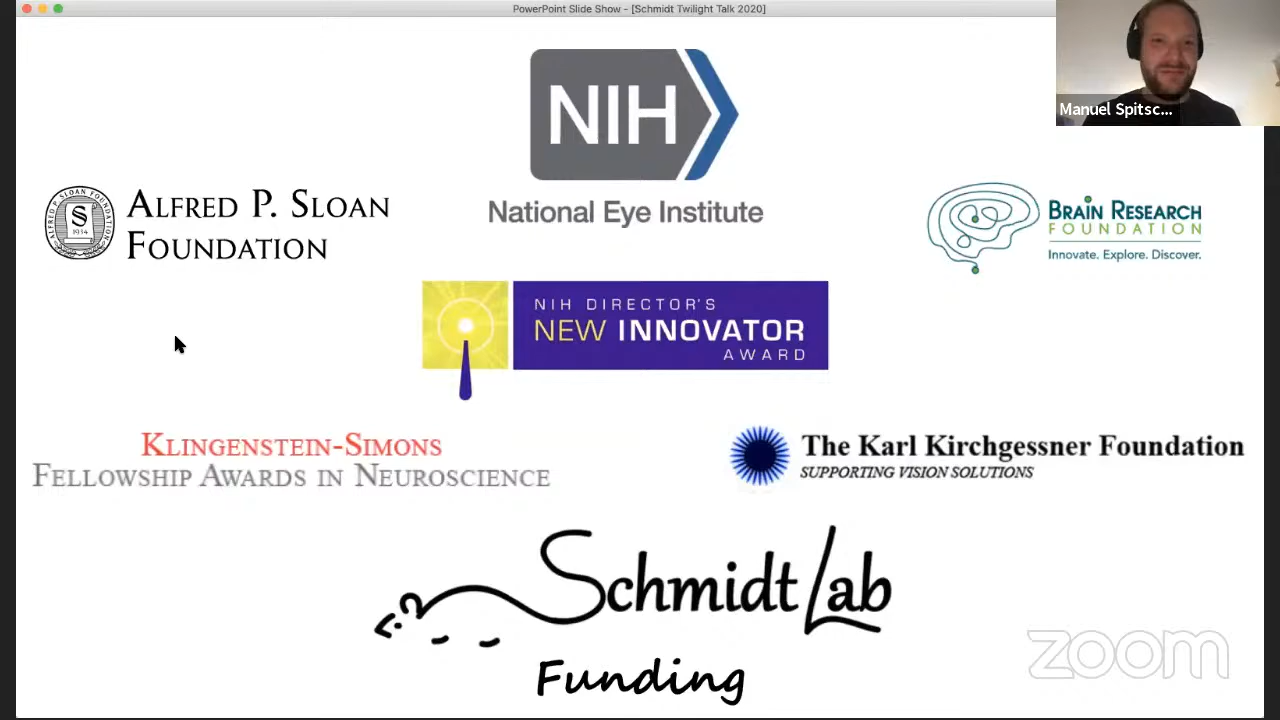 PowerPoint Slide Show - [Schmidt Twilight Talk 2020]
Manuel Spitsc...
NIH
National Eye Institute
ALFRED P. SLOAN
FOUNDATION
BRAIN RESEARCH
FOUNDATION
Innovate. Explore. Discover.
NIH DIRECTOR'S
NEW INNOVATOR
AWARD
KLINGENSTEIN-SIMONS
FELLOWSHIP AWARDS IN NEUROSCIENCE
The Karl Kirchgessner Foundation
SUPPORTING VISION SOLUTIONS
Schmidt Lab
Funding
zoom